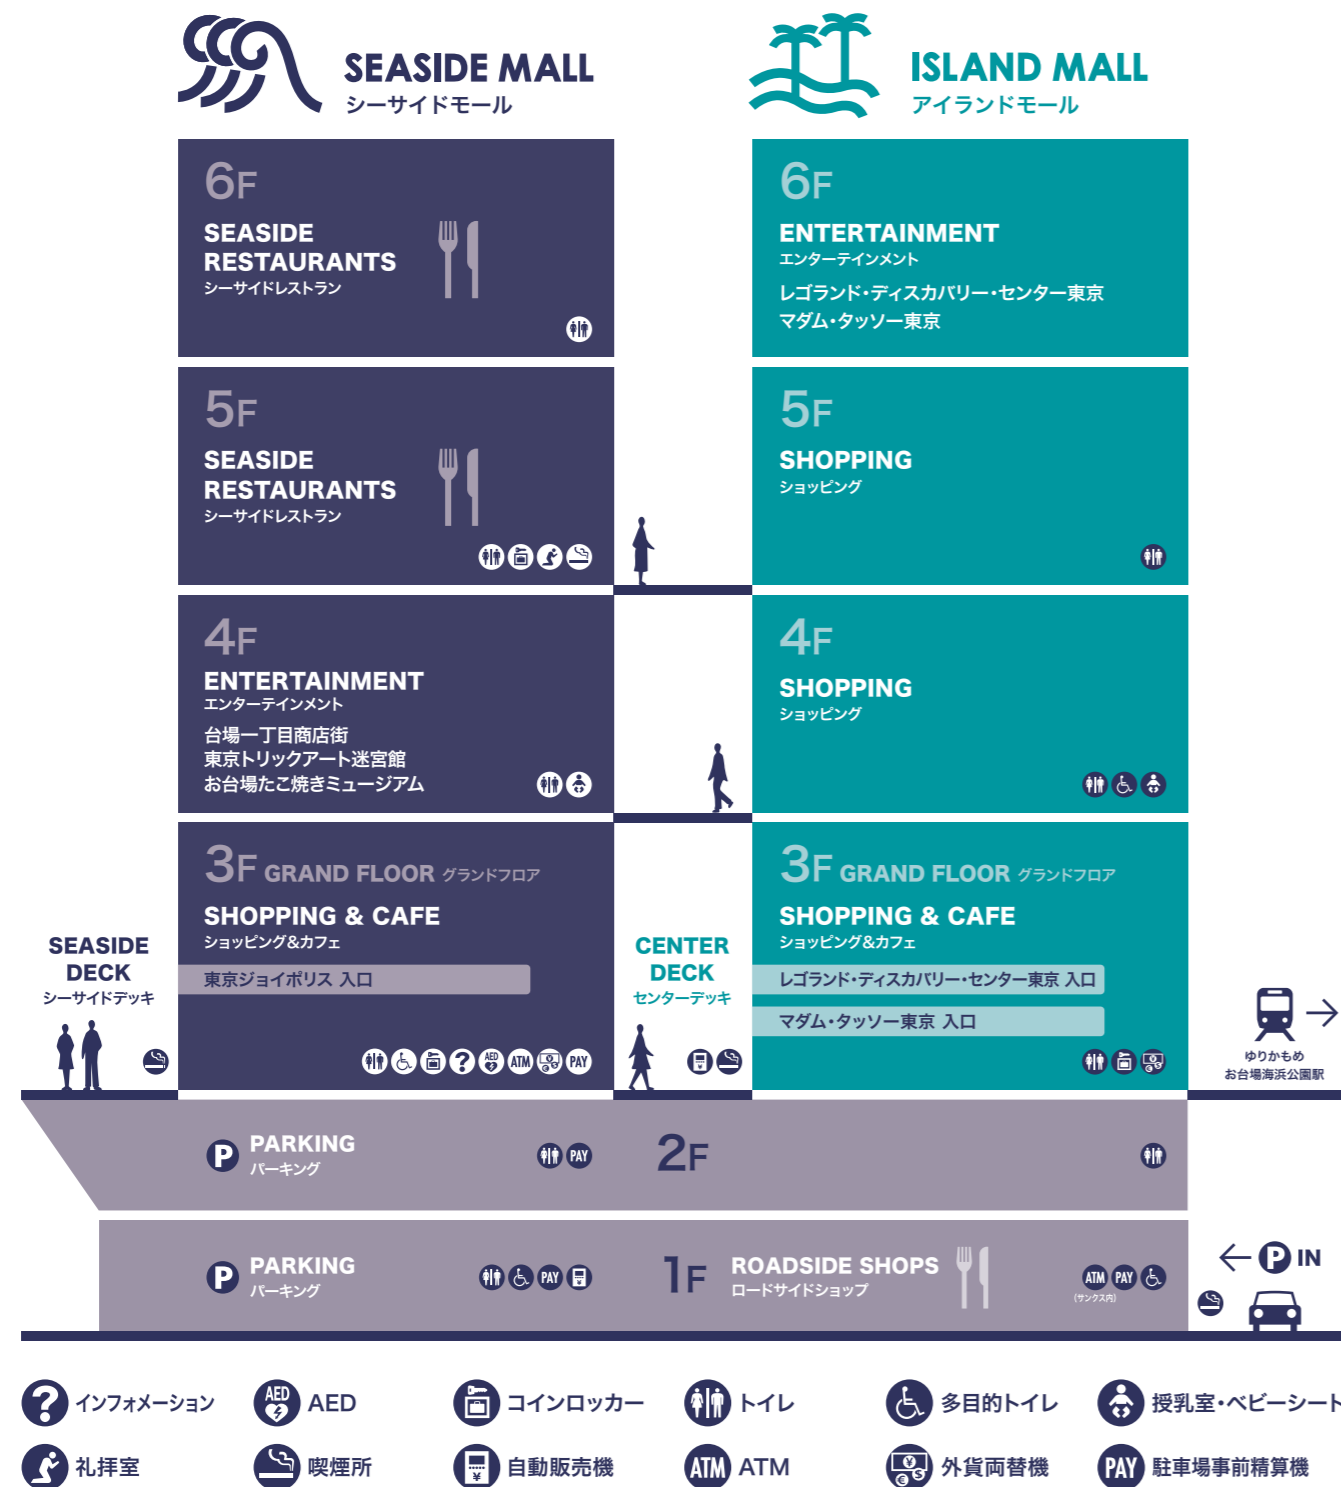 SEASIDE MALL
シーサイドモール
ISLAND MALL
アイランドモール
6F
SEASIDE
RESTAURANTS
シーサイドレストラン
6F
ENTERTAINMENT
エンターテインメント
レゴランド・ディスカバリー・センター東京
マダム・タッソー東京
5F
SEASIDE
RESTAURANTS
シーサイドレストラン
5F
SHOPPING
ショッピング
4F
ENTERTAINMENT
エンターテインメント
台場一丁目商店街
東京トリックアート迷宮館
お台場たこ焼きミュージアム
4F
SHOPPING
ショッピング
SEASIDE
DECK
シーサイドデッキ
3F GRAND FLOOR グランドフロア
SHOPPING & CAFE
ショッピング&カフェ
東京ジョイポリス 入口
? AED ATM ¥ $ € PAY
CENTER
DECK
センターデッキ
¥
3F GRAND FLOOR グランドフロア
SHOPPING & CAFE
ショッピング&カフェ
レゴランド・ディスカバリー・センター東京 入口
マダム・タッソー東京 入口
¥ $ €
ゆりかもめ
お台場海浜公園駅
P PARKING
パーキング
PAY
2F
P PARKING
パーキング
PAY ¥
1F
ROADSIDE SHOPS
ロードサイドショップ
ATM PAY
(サンクス内)
P IN
? インフォメーション
AED AED
コインロッカー
トイレ
多目的トイレ
授乳室・ベビーシート
礼拝室
喫煙所
¥ 自動販売機
ATM ATM
¥ $ € 外貨両替機
PAY 駐車場事前精算機